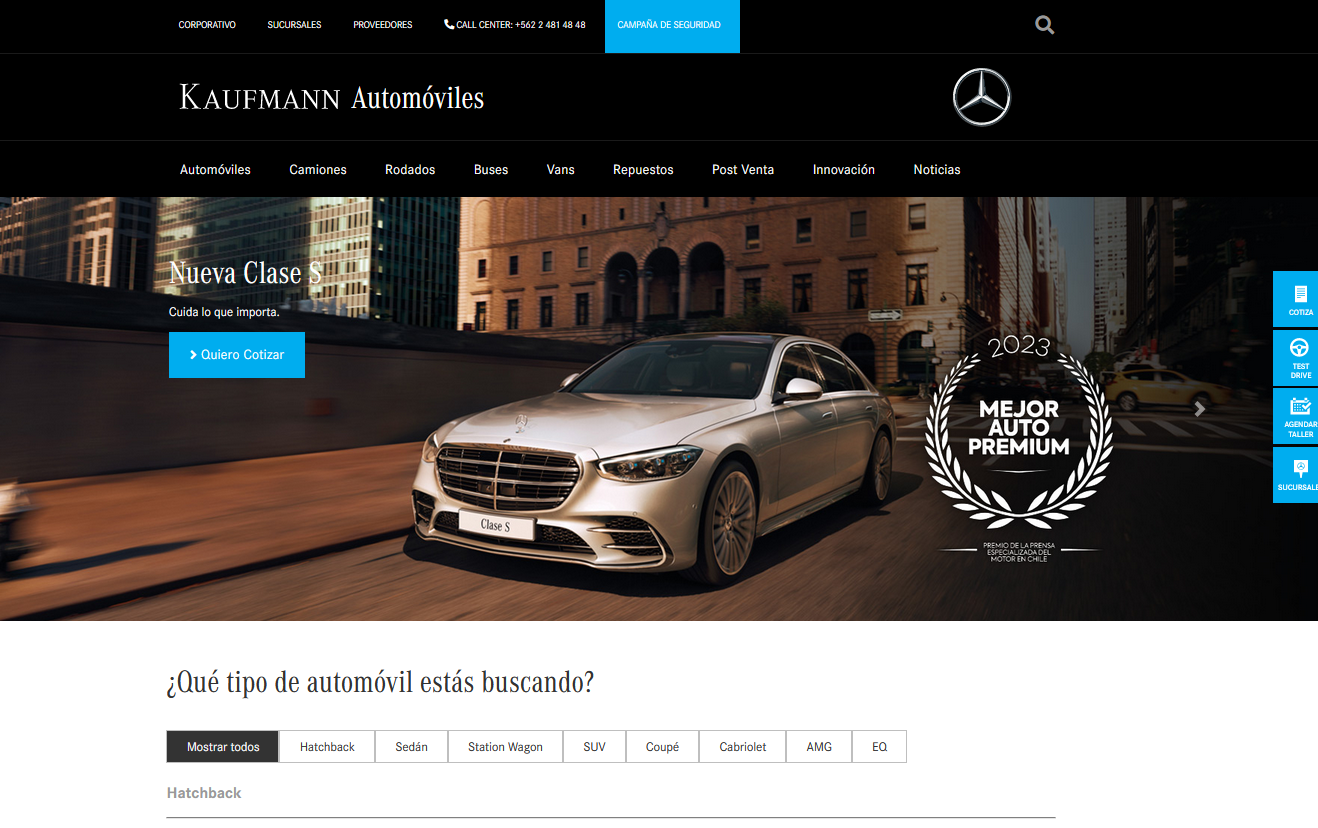 CORPORATIVO SUCURSALES PROVEEDORES CALL CENTER: +562 2 481 48 48 CAMPAÑA DE SEGURIDAD
KAUFMANN Automóviles
Automóviles Camiones Rodados Buses Vans Repuestos Post Venta Innovación Noticias
Nueva Clase S
Cuida lo que importa.
Quiero Cotizar
Clase S
2023
MEJOR
AUTO
PREMIUM
PREMIO DE LA PRENSA
ESPECIALIZADA DEL
MOTOR EN CHILE
COTIZA
TEST
DRIVE
AGENDAR
TALLER
SUCURSALE
¿Qué tipo de automóvil estás buscando?
Mostrar todos Hatchback Sedán Station Wagon SUV Coupé Cabriolet AMG EQ
Hatchback